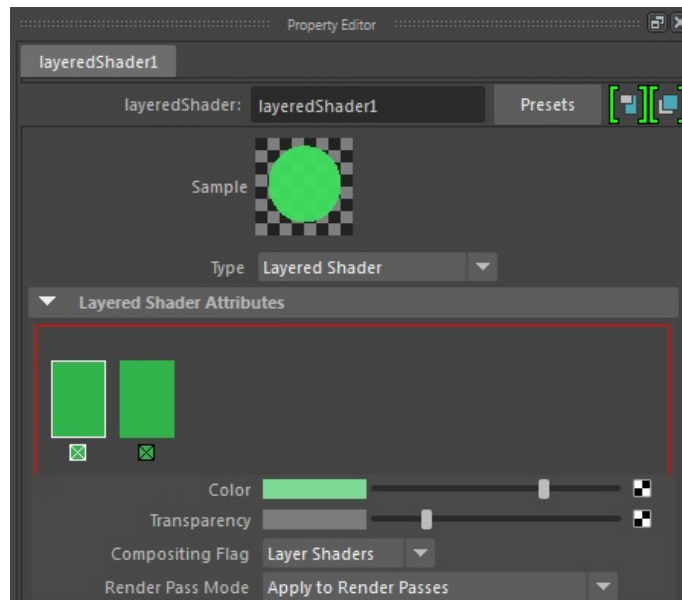 Property Editor
layeredShader1
layeredShader: layeredShader1 Presets
Sample
Type Layered Shader
Layered Shader Attributes
Color
Transparency
Compositing Flag Layer Shaders
Render Pass Mode Apply to Render Passes